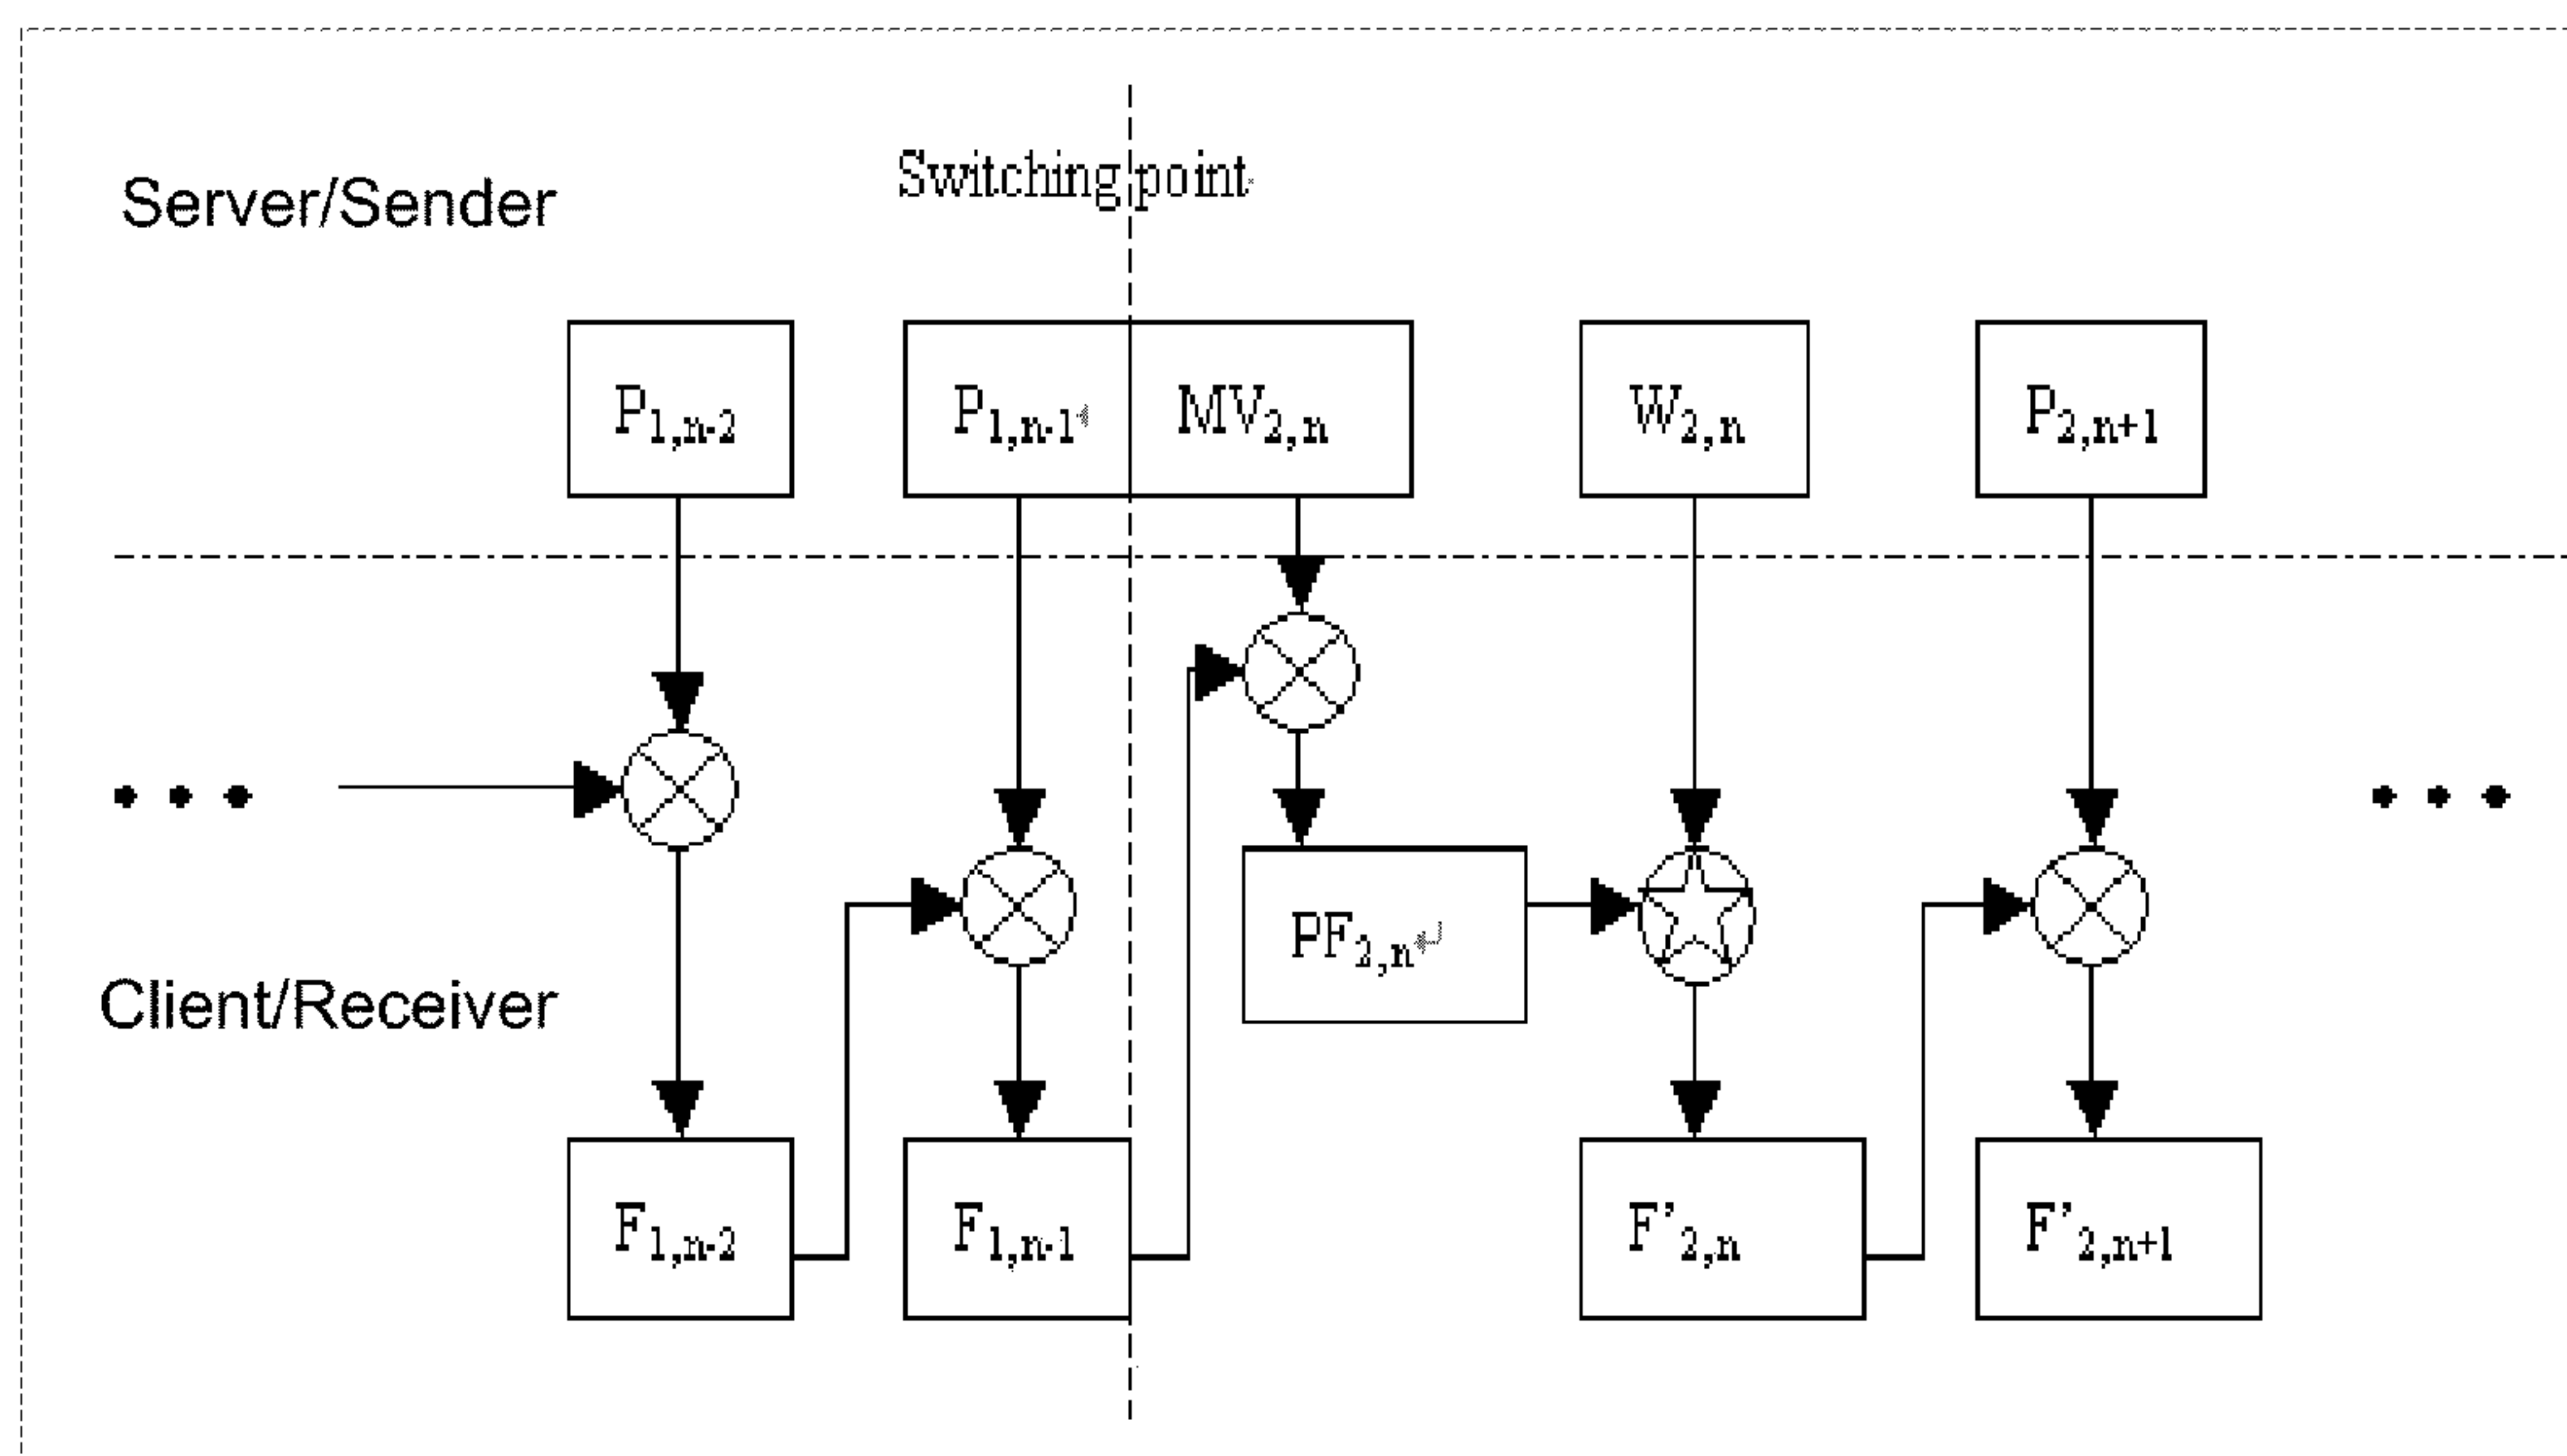 Switching point
Server/Sender
P1,n-2 P1,n-1 MV2,n W2,n P2,n+1
PF2,n
Client/Receiver
F1,n-2 F1,n-1 F’2,n F’2,n+1